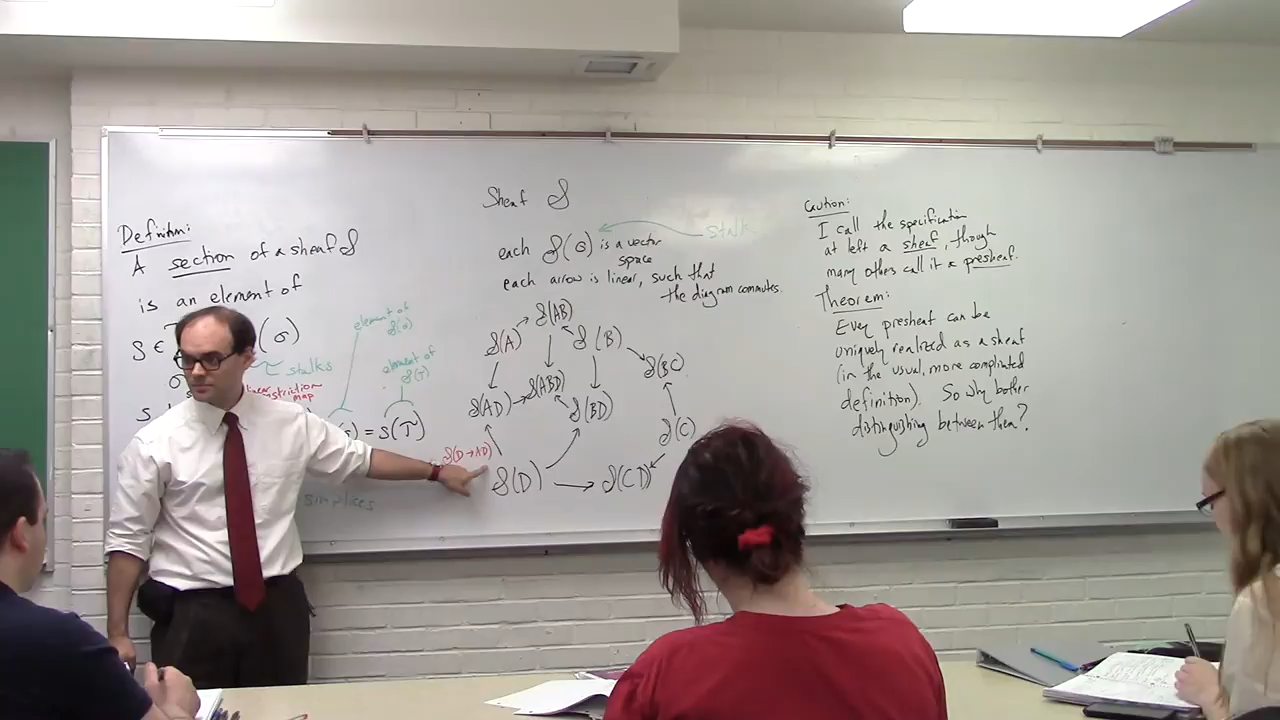 Definition:
A section of a sheaf S
is an element of
s ∈ (σ)
stalks
linear
restriction
map
element of
S(σ)
element of
S(τ)
= s(τ)
simplices
Sheaf S
each S(σ) is a vector
space
stalk
each arrow is linear, such that
the diagram commutes.
S(AB)
S(A) S(B)
S(BC)
S(ABD)
S(AD) S(BD)
S(C)
S(D→AD)
S(D) S(CD)
Caution:
I call the specification
at left a sheaf, though
many others call it a presheaf.
Theorem:
Every presheaf can be
uniquely realized as a sheaf
(in the usual, more complicated
definition). So why bother
distinguishing between them?